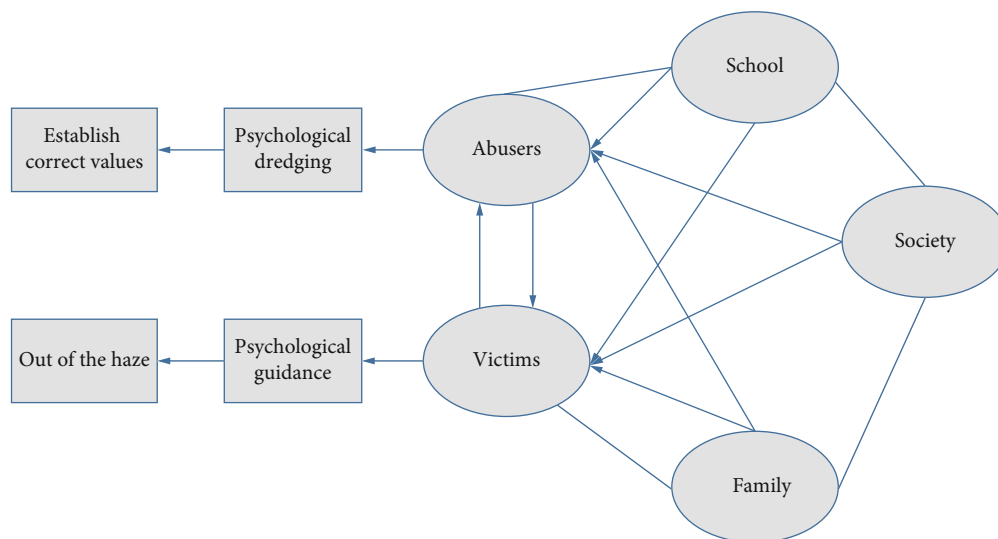 School
Establish
correct values
Psychological
dredging
Abusers
Society
Out of the haze
Psychological
guidance
Victims
Family